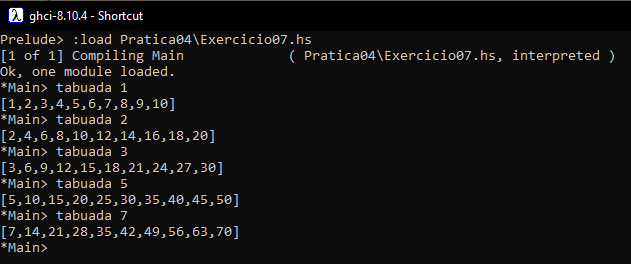 λ ghci-8.10.4 - Shortcut
Prelude> :load Pratica04\Exercicio07.hs
[1 of 1] Compiling Main             ( Pratica04\Exercicio07.hs, interpreted )
Ok, one module loaded.
*Main> tabuada 1
[1,2,3,4,5,6,7,8,9,10]
*Main> tabuada 2
[2,4,6,8,10,12,14,16,18,20]
*Main> tabuada 3
[3,6,9,12,15,18,21,24,27,30]
*Main> tabuada 5
[5,10,15,20,25,30,35,40,45,50]
*Main> tabuada 7
[7,14,21,28,35,42,49,56,63,70]
*Main>